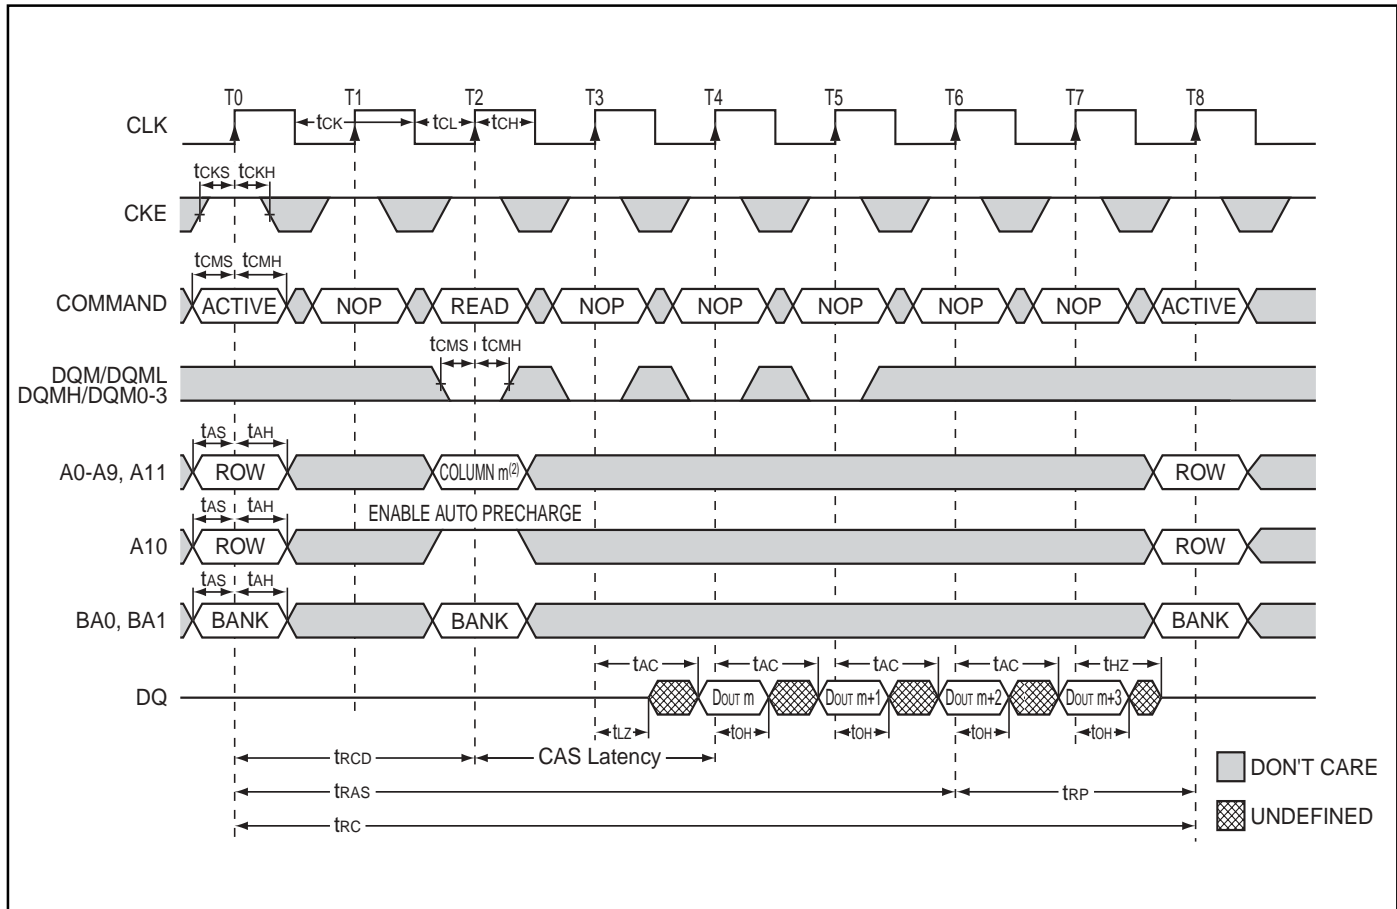 T0 T1 T2 T3 T4 T5 T6 T7 T8
CLK tCK tCL tCH
tCKS tCKH
CKE
tCMS tCMH
COMMAND ACTIVE NOP READ NOP NOP NOP NOP NOP ACTIVE
tCMS tCMH
DQM/DQML
DQMH/DQM0-3
tAS tAH
A0-A9, A11 ROW COLUMN m(2) ROW
tAS tAH ENABLE AUTO PRECHARGE
A10 ROW ROW
tAS tAH
BA0, BA1 BANK BANK BANK
tAC tAC tAC tAC tHZ
DQ DOUT m DOUT m+1 DOUT m+2 DOUT m+3
tLZ tOH tOH tOH tOH
tRCD CAS Latency
DON'T CARE
tRAS tRP
UNDEFINED
tRC